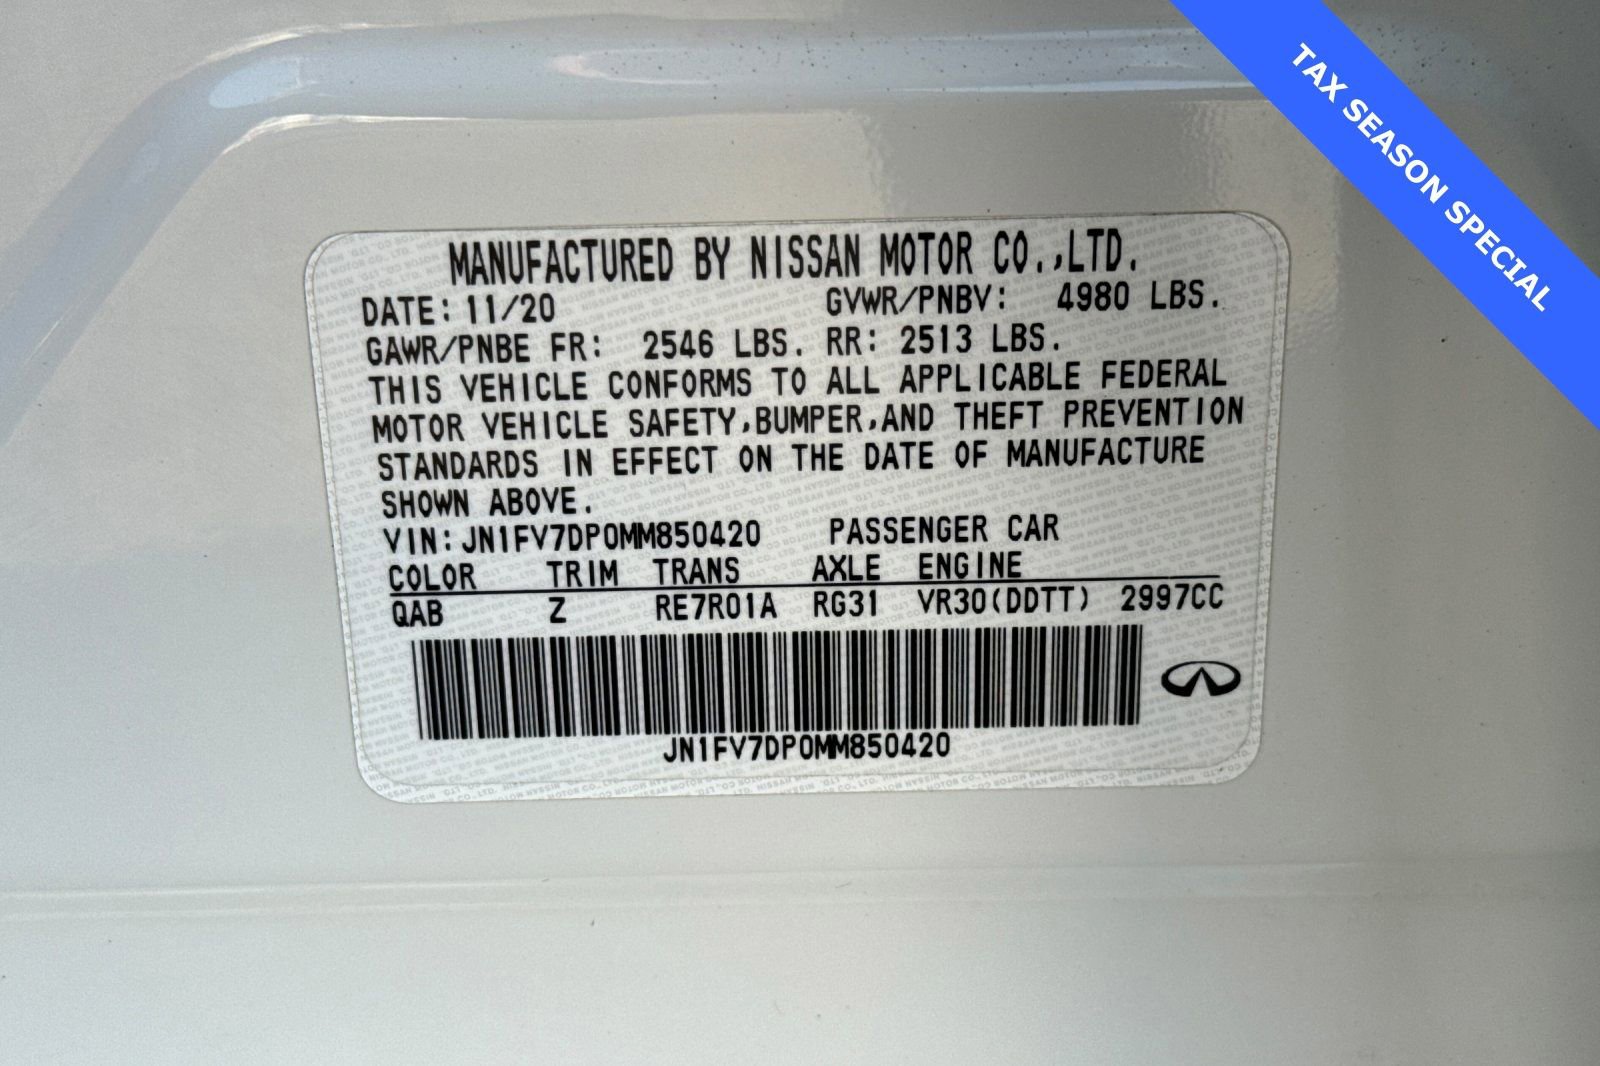 TAX SEASON SPECIAL
MANUFACTURED BY NISSAN MOTOR CO.,LTD.
DATE: 11/20 GVWR/PNBV: 4980 LBS.
GAWR/PNBE FR: 2546 LBS. RR: 2513 LBS.
THIS VEHICLE CONFORMS TO ALL APPLICABLE FEDERAL
MOTOR VEHICLE SAFETY,BUMPER,AND THEFT PREVENTION
STANDARDS IN EFFECT ON THE DATE OF MANUFACTURE
SHOWN ABOVE.
VIN:JN1FV7DP0MM850420 PASSENGER CAR
COLOR TRIM TRANS AXLE ENGINE
QAB Z RE7R01A RG31 VR30(DDTT) 2997CC
JN1FV7DP0MM850420